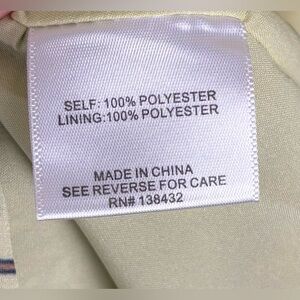 SELF: 100% POLYESTER
LINING:100% POLYESTER
MADE IN CHINA
SEE REVERSE FOR CARE
RN# 138432